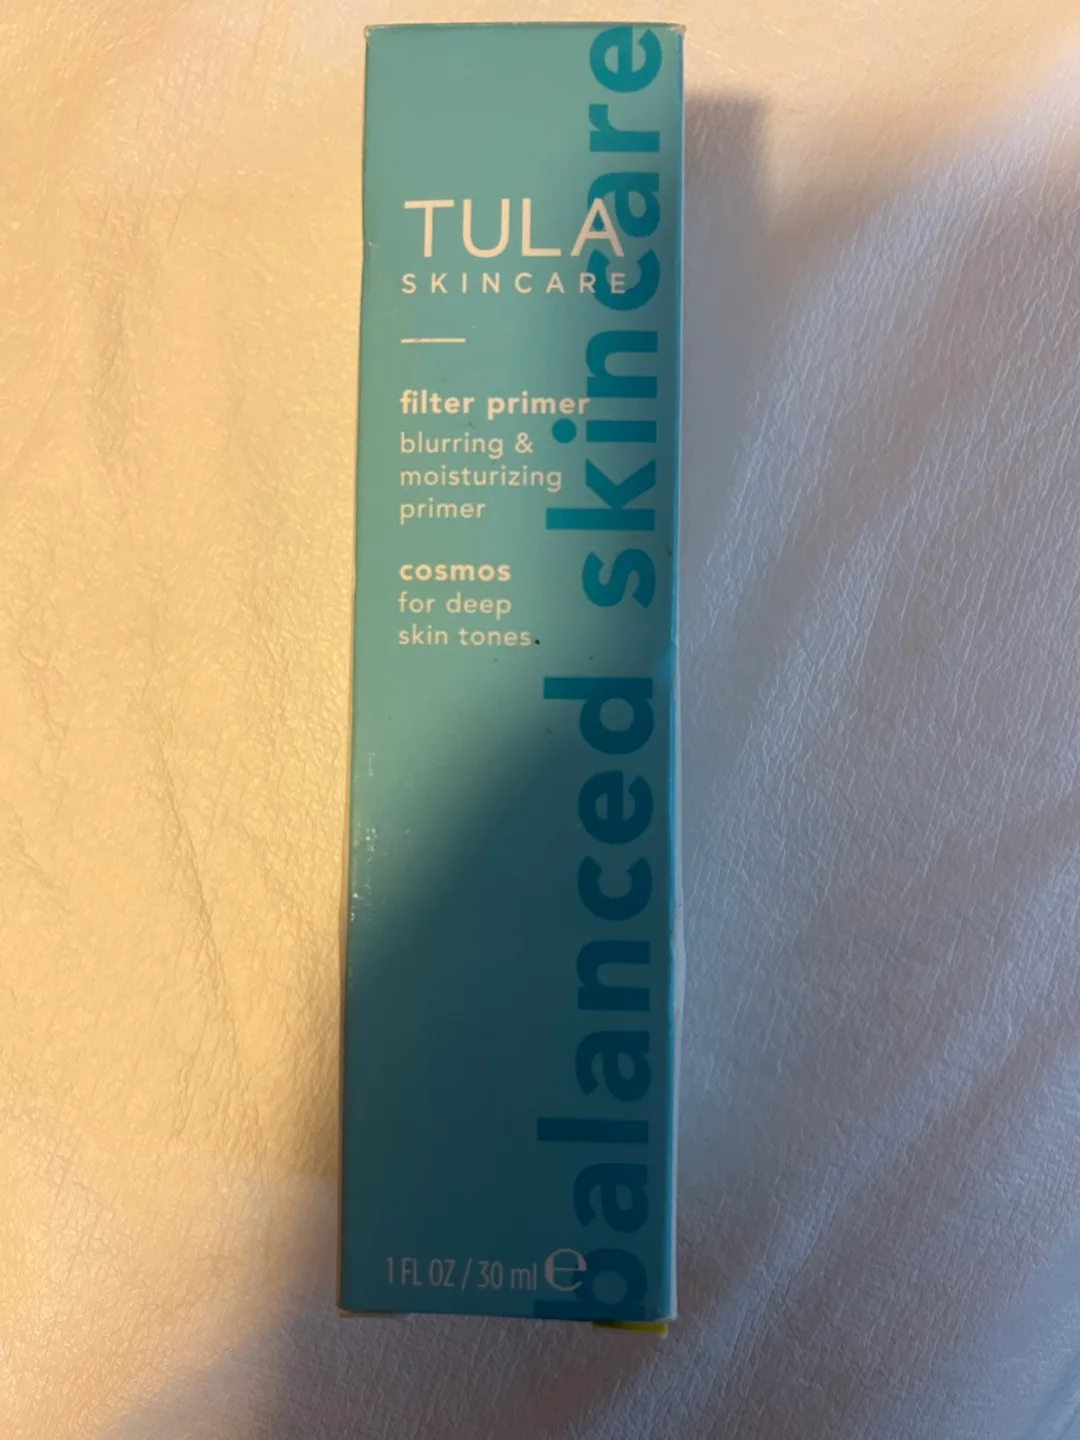 TULA
SKINCARE
filter primer
blurring &
moisturizing
primer
cosmos
for deep
skin tones.
1 FL OZ / 30 ml ℮
balanced skincare